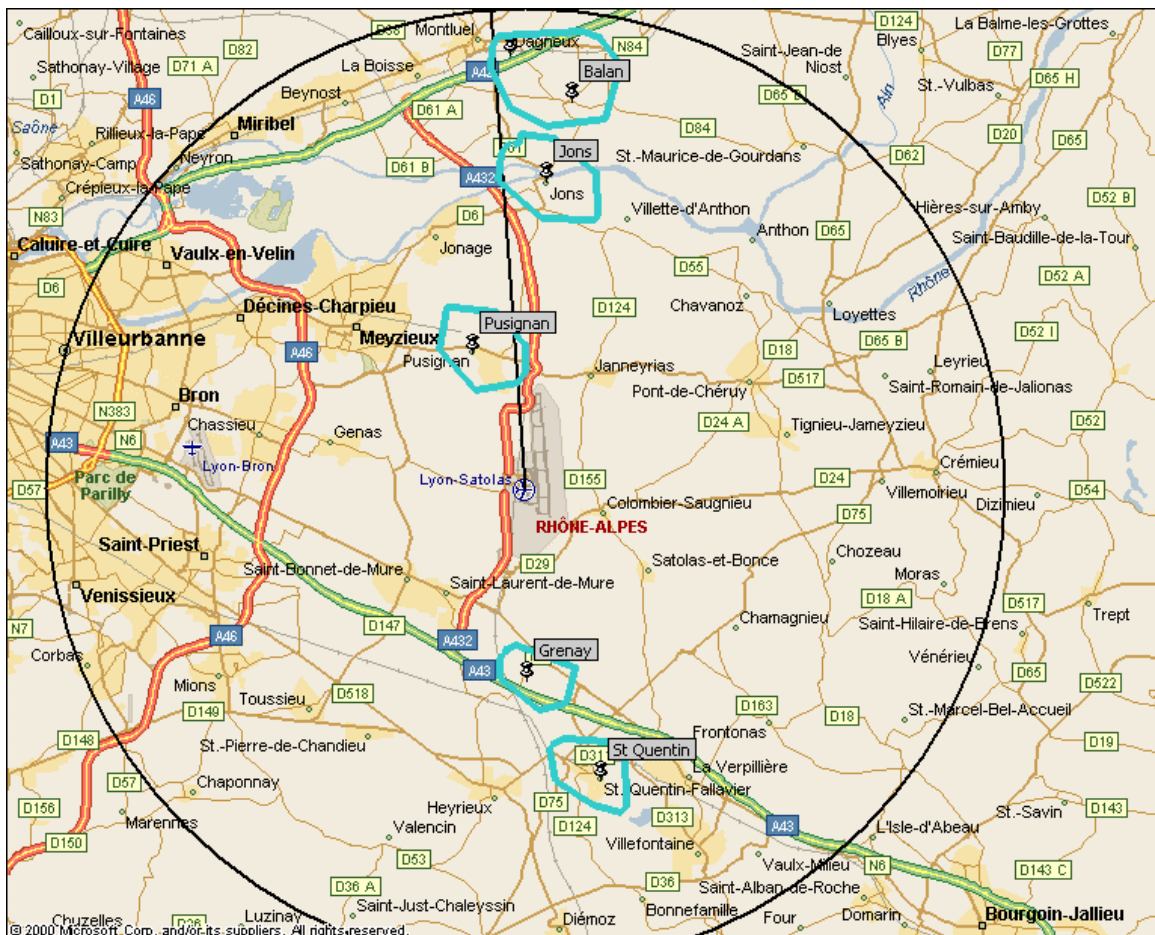 Cailloux-sur-Fontaines
D82
D38
Montluel
Dagneux
N84
Saint-Jean-de
Niost
D124
Blyes
La Balme-les-Grottes
D77
Sathonay-Village
D71 A
La Boisse
A42
Balan
D65 H
St.-Vulbas
D1
A46
Beynost
D61 A
D65 E
Ain
D20
D65
Saône
Rillieux-la-Pape
Miribel
D84
D62
Sathonay-Camp
Neyron
D61 B
Jons
St.-Maurice-de-Gourdans
Crépieux-la-Pape
A432
Jons
D52 B
N83
D6
Villette-d'Anthon
Hières-sur-Amby
Caluire-et-Cuire
Vaulx-en-Velin
Jonage
Anthon
D65
Saint-Baudille-de-la-Tour
D6
D55
D52 A
Rhône
Décines-Charpieu
D124
Chavanoz
Loyettes
Villeurbanne
Meyzieux
Pusignan
D52 I
A46
Pusignan
D18
D65 B
Leyrieu
Janneyrias
D517
Saint-Romain-de-Jalionas
Bron
Pont-de-Chéruy
N383
Chassieu
Genas
D24 A
Tignieu-Jameyzieu
D52
A43
N6
Lyon-Bron
Lyon-Satolas
D155
D24
Crémieu
D57
Parc de
Parilly
Colombier-Saugnieu
Villemoirieu
Dizimieu
D54
RHÔNE-ALPES
D75
Saint-Priest
D29
Chozeau
Saint-Bonnet-de-Mure
Saint-Laurent-de-Mure
Satolas-et-Bonce
Moras
Venissieux
D18 A
D517
Trept
N7
D147
A46
A432
Chamagnieu
Saint-Hilaire-de-Brens
Corbas
Grenay
Vénérieu
Mions
A43
D65
D522
Toussieu
D518
D163
D149
D18
St.-Marcel-Bel-Accueil
D148
St.-Pierre-de-Chandieu
Frontonas
D19
D311
St Quentin
D57
Chaponnay
La Verpillière
St.-Quentin-Fallavier
D156
Heyrieux
D75
St.-Savin
D143
Marennes
D124
D313
A43
L'Isle-d'Abeau
D150
Valencin
Villefontaine
D53
Vaulx-Milieu
N6
D143 C
D36 A
D36
Saint-Alban-de-Roche
Chuzelles
Luzinay
Saint-Just-Chaleyssin
Bonnefamille
Domarin
Diémoz
Four
Bourgoin-Jallieu
© 2000 Microsoft Corp. and/or its suppliers. All rights reserved.